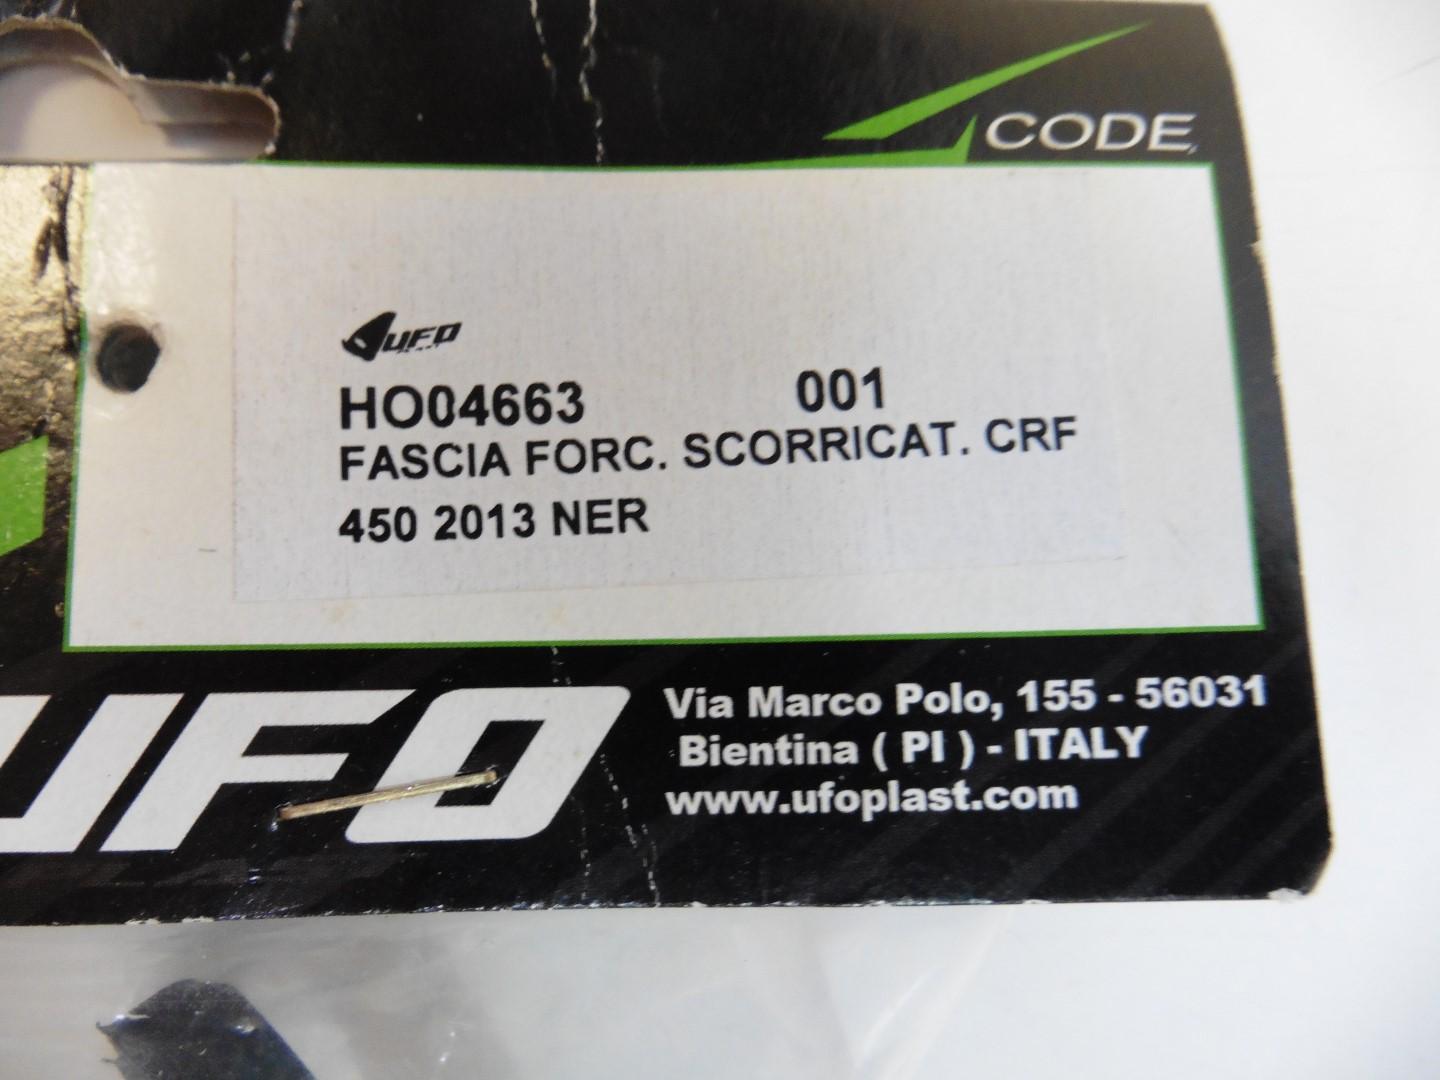 CODE
UFO
HO04663 001
FASCIA FORC. SCORRICAT. CRF
450 2013 NER
UFO
Via Marco Polo, 155 - 56031
Bientina ( PI ) - ITALY
www.ufoplast.com